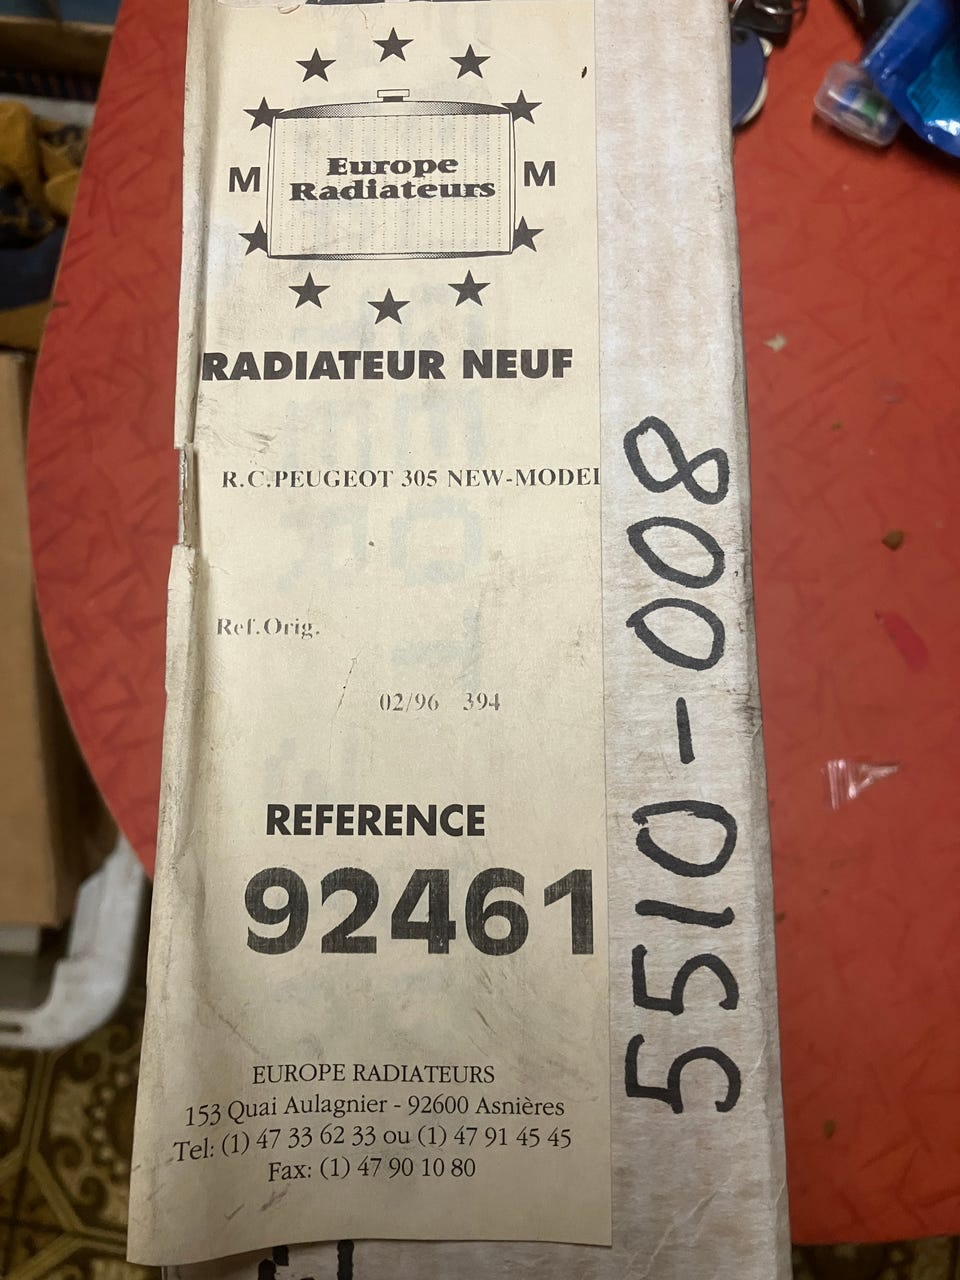 M Europe M
Radiateurs
RADIATEUR NEUF
R.C.PEUGEOT 305 NEW-MODEL
Ref.Orig.
02/96 394
REFERENCE
92461
EUROPE RADIATEURS
153 Quai Aulagnier - 92600 Asnières
Tel: (1) 47 33 62 33 ou (1) 47 91 45 45
Fax: (1) 47 90 10 80
5510-008